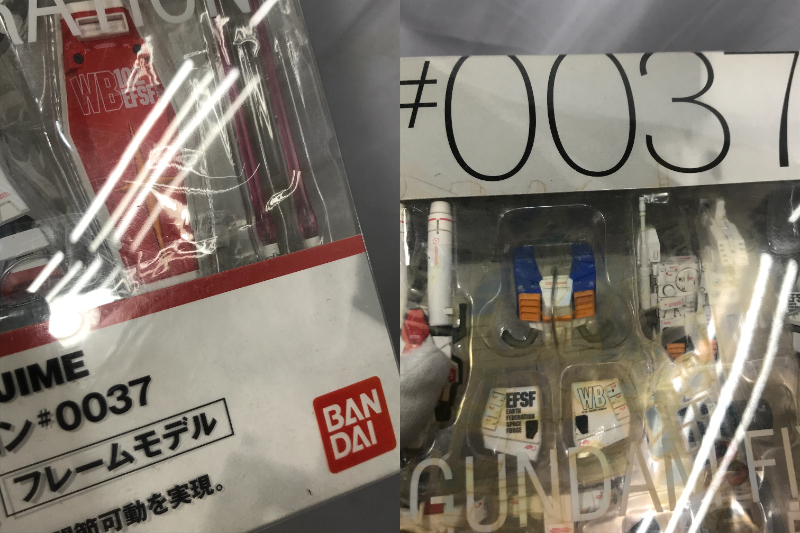 RATION
WB
EFSF
JIME
ン#0037
フレームモデル
節可動を実現。
BAN
DAI
#0037
EFSF
EARTH
FEDERATION
SPACE
FORCE
WB
GUNDAM FI